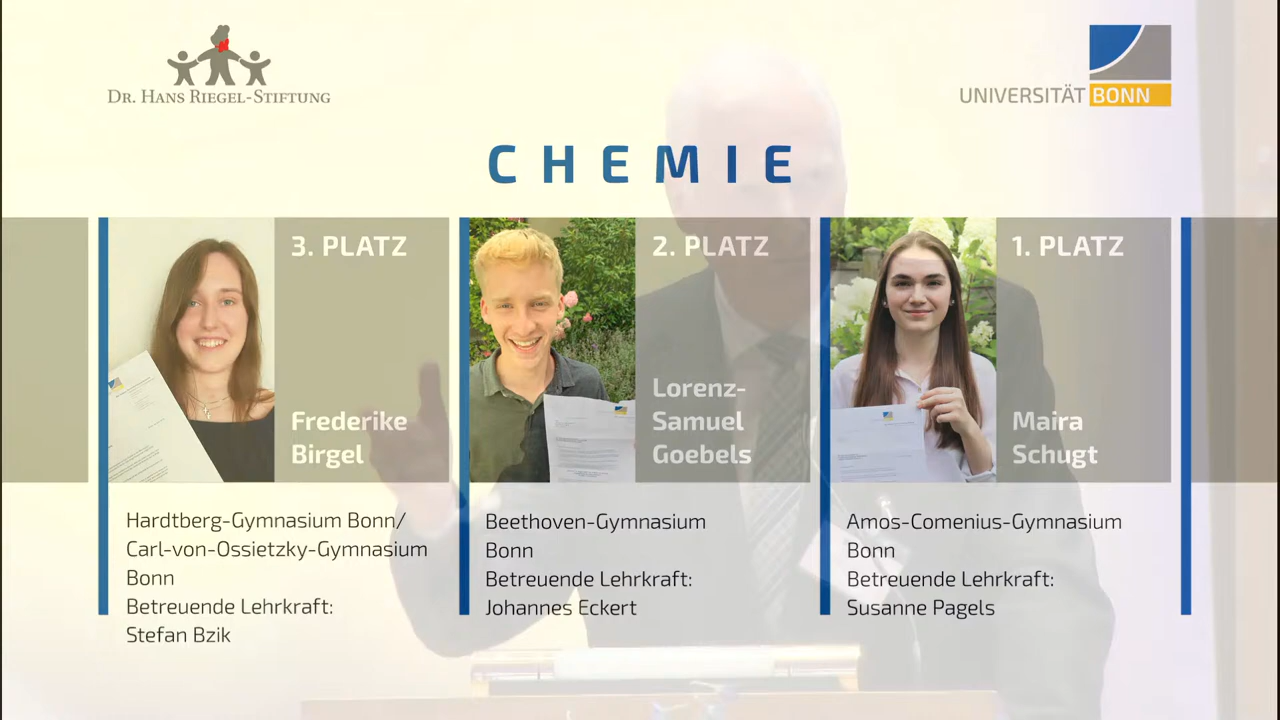 DR. HANS RIEGEL-STIFTUNG
UNIVERSITÄT BONN
CHEMIE
3. PLATZ
Frederike
Birgel
Hardtberg-Gymnasium Bonn/
Carl-von-Ossietzky-Gymnasium
Bonn
Betreuende Lehrkraft:
Stefan Bzik
2. PLATZ
Lorenz-
Samuel
Goebels
Beethoven-Gymnasium
Bonn
Betreuende Lehrkraft:
Johannes Eckert
1. PLATZ
Maira
Schugt
Amos-Comenius-Gymnasium
Bonn
Betreuende Lehrkraft:
Susanne Pagels